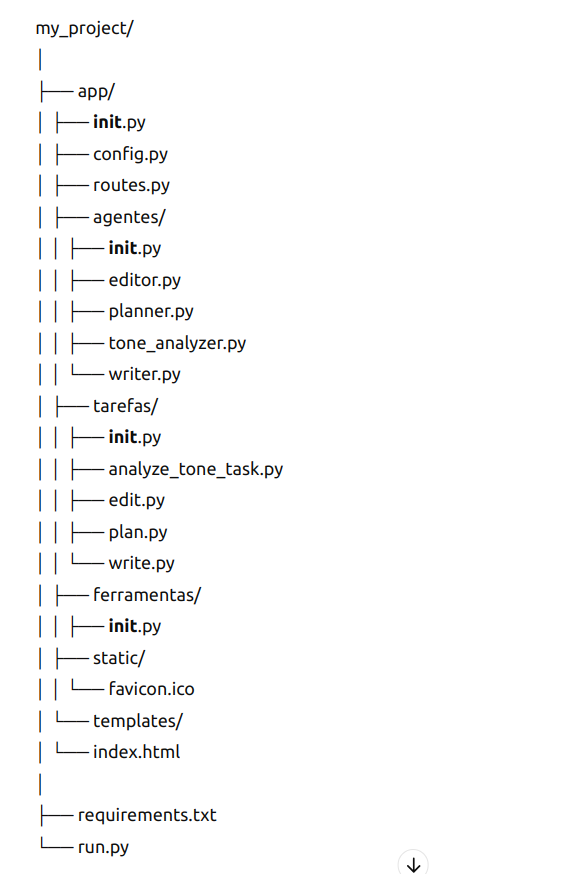 my_project/
│
├── app/
│ ├── init.py
│ ├── config.py
│ ├── routes.py
│ ├── agentes/
│ │ ├── init.py
│ │ ├── editor.py
│ │ ├── planner.py
│ │ ├── tone_analyzer.py
│ │ └── writer.py
│ ├── tarefas/
│ │ ├── init.py
│ │ ├── analyze_tone_task.py
│ │ ├── edit.py
│ │ ├── plan.py
│ │ └── write.py
│ ├── ferramentas/
│ │ ├── init.py
│ ├── static/
│ │ └── favicon.ico
│ └── templates/
│ └── index.html
│
├── requirements.txt
└── run.py